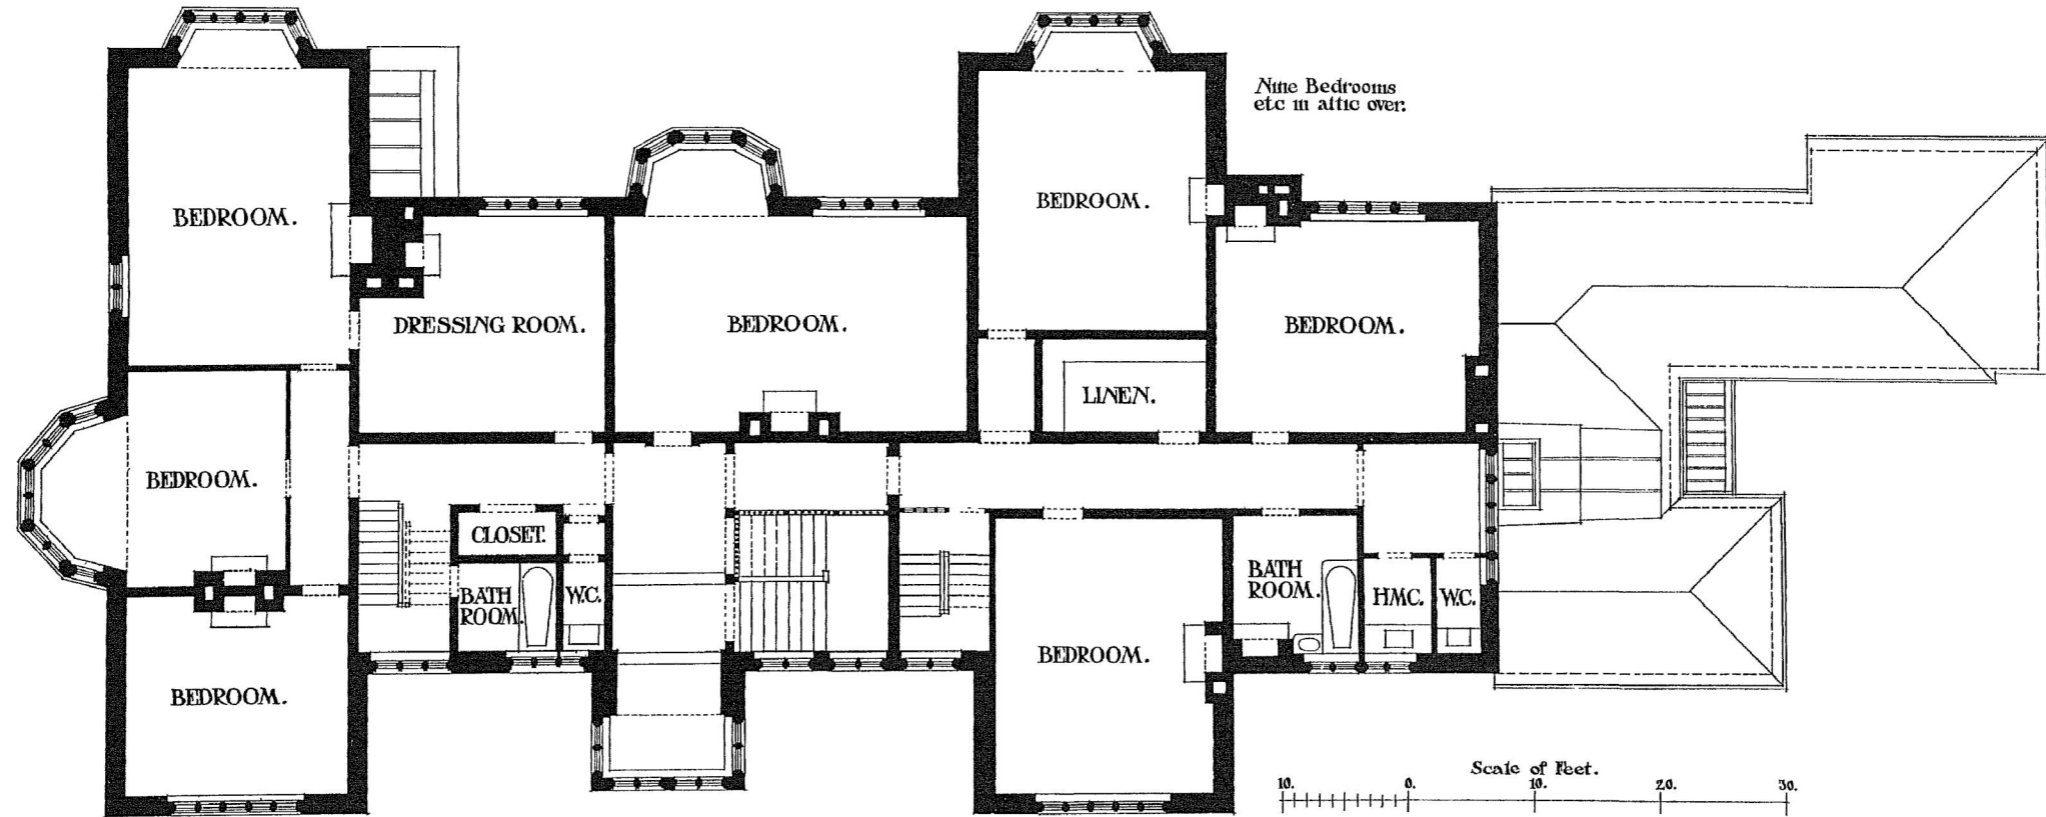 Nine Bedrooms
etc in attic over.
BEDROOM.
BEDROOM.
DRESSING ROOM.
BEDROOM.
BEDROOM.
LINEN.
BEDROOM.
CLOSET.
BATH
ROOM.
W.C.
BATH
ROOM.
HMC.
W.C.
BEDROOM.
BEDROOM.
Scale of Feet.
10. 0. 10. 20. 30.